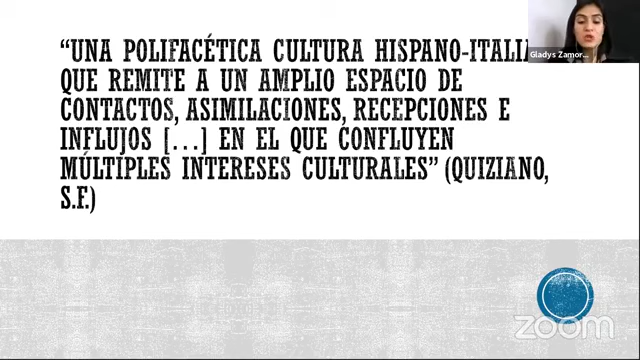 “UNA POLIFACÉTICA CULTURA HISPANO-ITALI
QUE REMITE A UN AMPLIO ESPACIO DE
CONTACTOS, ASIMILACIONES, RECEPCIONES E
INFLUJOS […] EN EL QUE CONFLUYEN
MÚLTIPLES INTERESES CULTURALES” (QUIZIANO,
S.F.)
Gladys Zamor...
zoom